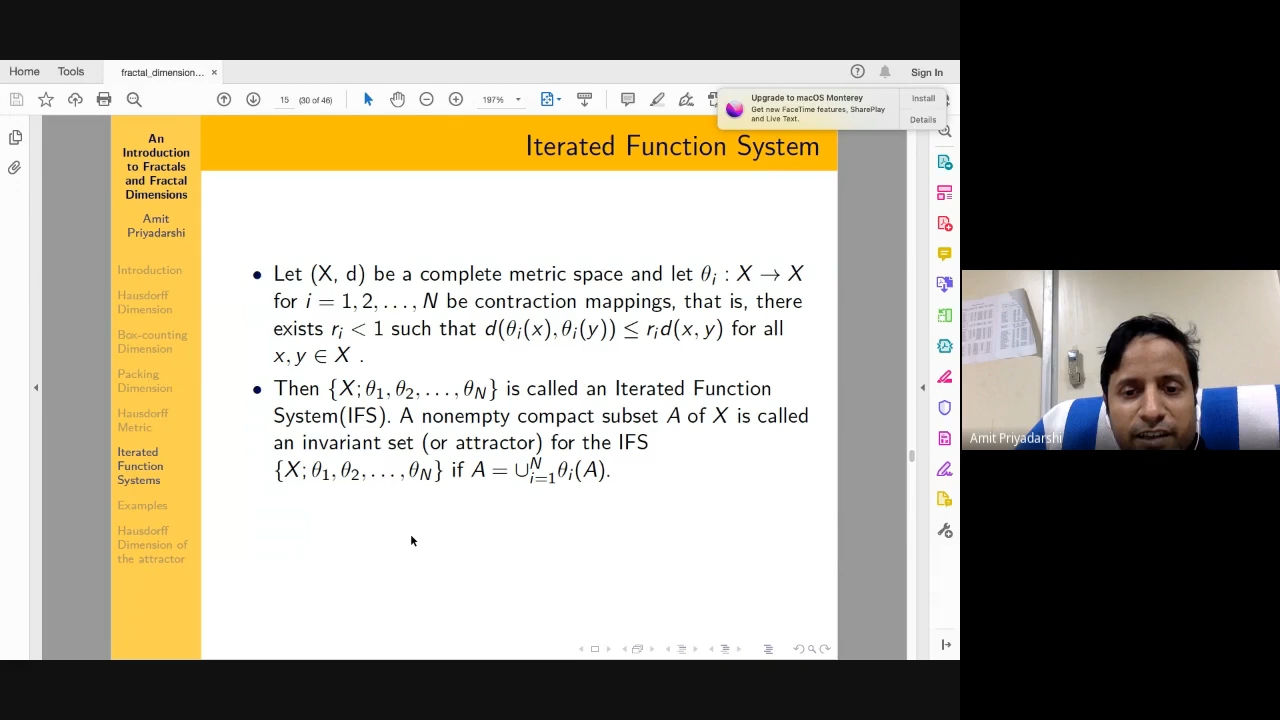 Home
Tools
fractal_dimension... ×
Sign In
15
(30 of 46)
197%
Upgrade to macOS Monterey
Get new FaceTime features, SharePlay
and Live Text.
Install
Details
An
Introduction
to Fractals
and Fractal
Dimensions
Amit
Priyadarshi
Introduction
Hausdorff
Dimension
Box-counting
Dimension
Packing
Dimension
Hausdorff
Metric
Iterated
Function
Systems
Examples
Hausdorff
Dimension of
the attractor
Iterated Function System
• Let (X, d) be a complete metric space and let θ_i : X → X
for i = 1, 2, . . . , N be contraction mappings, that is, there
exists r_i < 1 such that d(θ_i(x), θ_i(y)) ≤ r_i d(x, y) for all
x, y ∈ X .
• Then {X; θ_1, θ_2, . . . , θ_N} is called an Iterated Function
System(IFS). A nonempty compact subset A of X is called
an invariant set (or attractor) for the IFS
{X; θ_1, θ_2, . . . , θ_N} if A = ∪_{i=1}^N θ_i(A).
Amit Priyadarshi